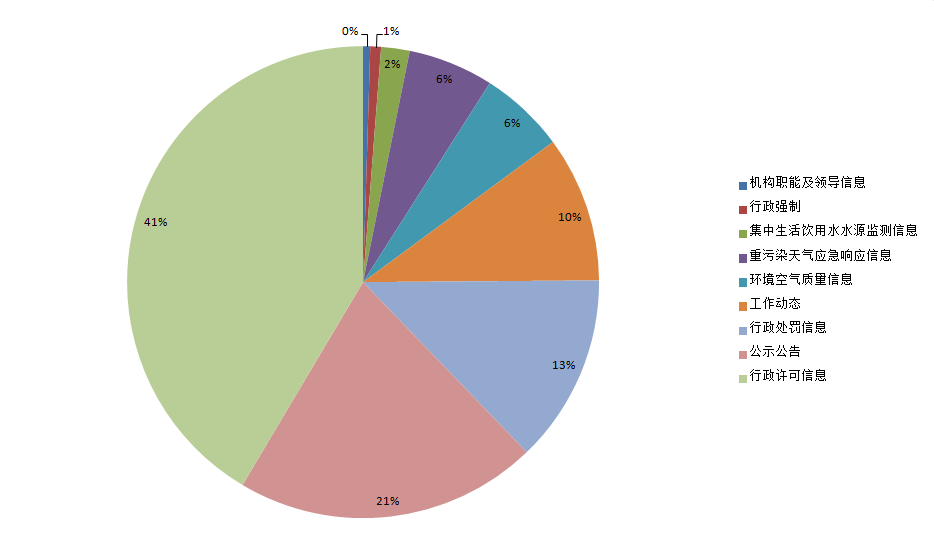 0%
1%
2%
6%
6%
10%
13%
21%
41%
机构职能及领导信息
行政强制
集中生活饮用水水源监测信息
重污染天气应急响应信息
环境空气质量信息
工作动态
行政处罚信息
公示公告
行政许可信息